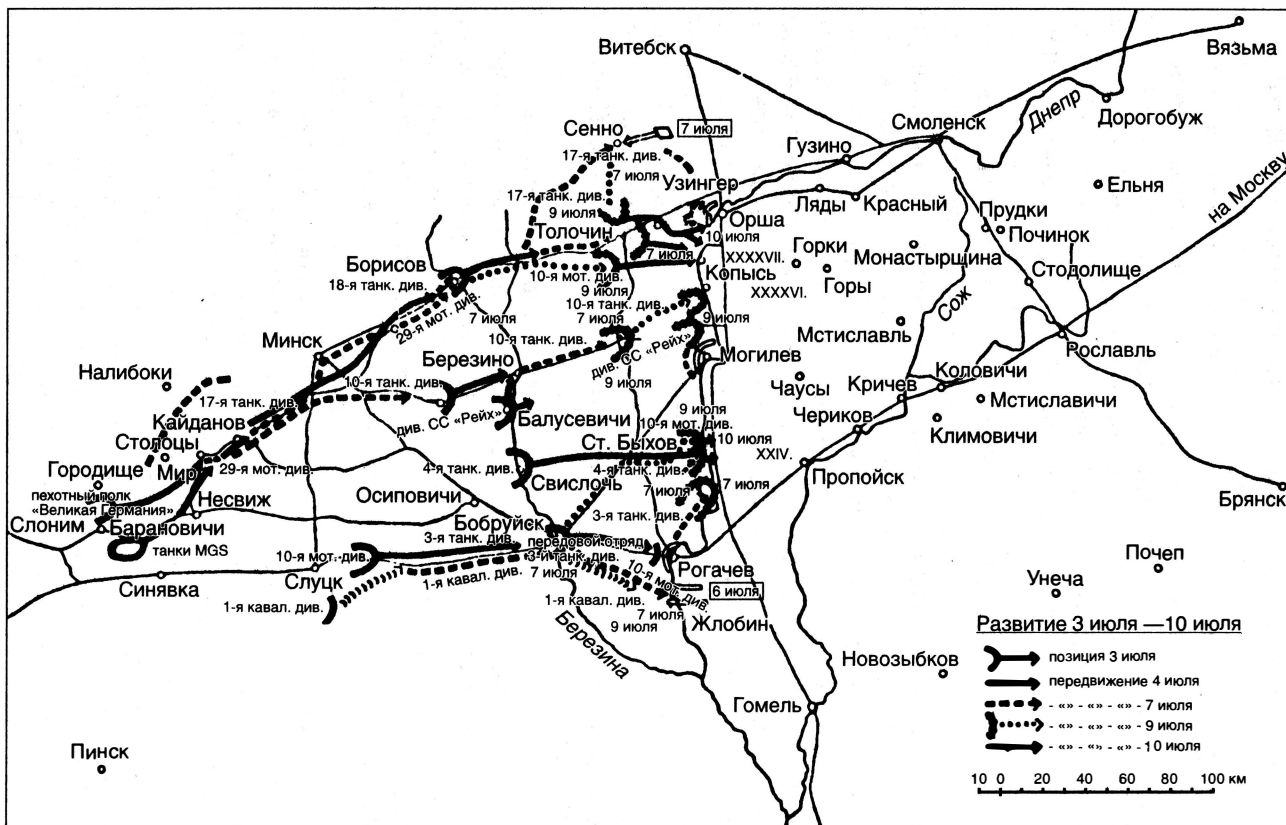 Витебск
Вязьма
Днепр
Дорогобуж
Смоленск
Сенно
7 июля
17-я танк. див.
7 июля
Гузино
Узингер
Ельня
на Москву
17-я танк. див.
9 июля
Толочин
Орша
Ляды
Красный
Прудки
Починок
10 июля
7 июля
XXXXVII.
Горки
Монастырщина
Борисов
18-я танк. див.
10-я мот. див.
9 июля
Копысь
XXXXVI.
Горы
Стодолище
Сож
29-я мот. див.
7 июля
10-я танк. див.
7 июля
9 июля
Минск
10-я танк. див.
див. СС «Рейх»
9 июля
Могилев
Мстиславль
Рославль
Березино
Налибоки
10-я танк. див.
17-я танк. див.
Чаусы
Кричев
Коловичи
Мстиславичи
Кайданов
див. СС «Рейх»
Балусевичи
9 июля
10-я мот. див.
10 июля
Чериков
Климовичи
Столоцы
Городище
Мир
29-я мот. див.
4-я танк. див.
Ст. Быхов
4-я танк. див.
XXIV.
Пропойск
Свислочь
7 июля
7 июля
Брянск
пехотный полк
«Великая Германия»
Несвиж
Осиповичи
Слоним
Барановичи
танки MGS
Бобруйск
3-я танк. див.
3-я танк. див.
передовой отряд
3-й танк. див.
7 июля
10-я мот. див.
Рогачев
6 июля
10-я мот. див.
Слуцк
1-я кавал. див.
1-я кавал. див.
Синявка
1-я кавал. див.
7 июля
9 июля
Жлобин
Почеп
Унеча
Березина
Новозыбков
Гомель
Пинск
Развитие 3 июля —10 июля
позиция 3 июля
передвижение 4 июля
- «» - «» - «» - 7 июля
- «» - «» - «» - 9 июля
- «» - «» - «» - 10 июля
10 0 20 40 60 80 100 км